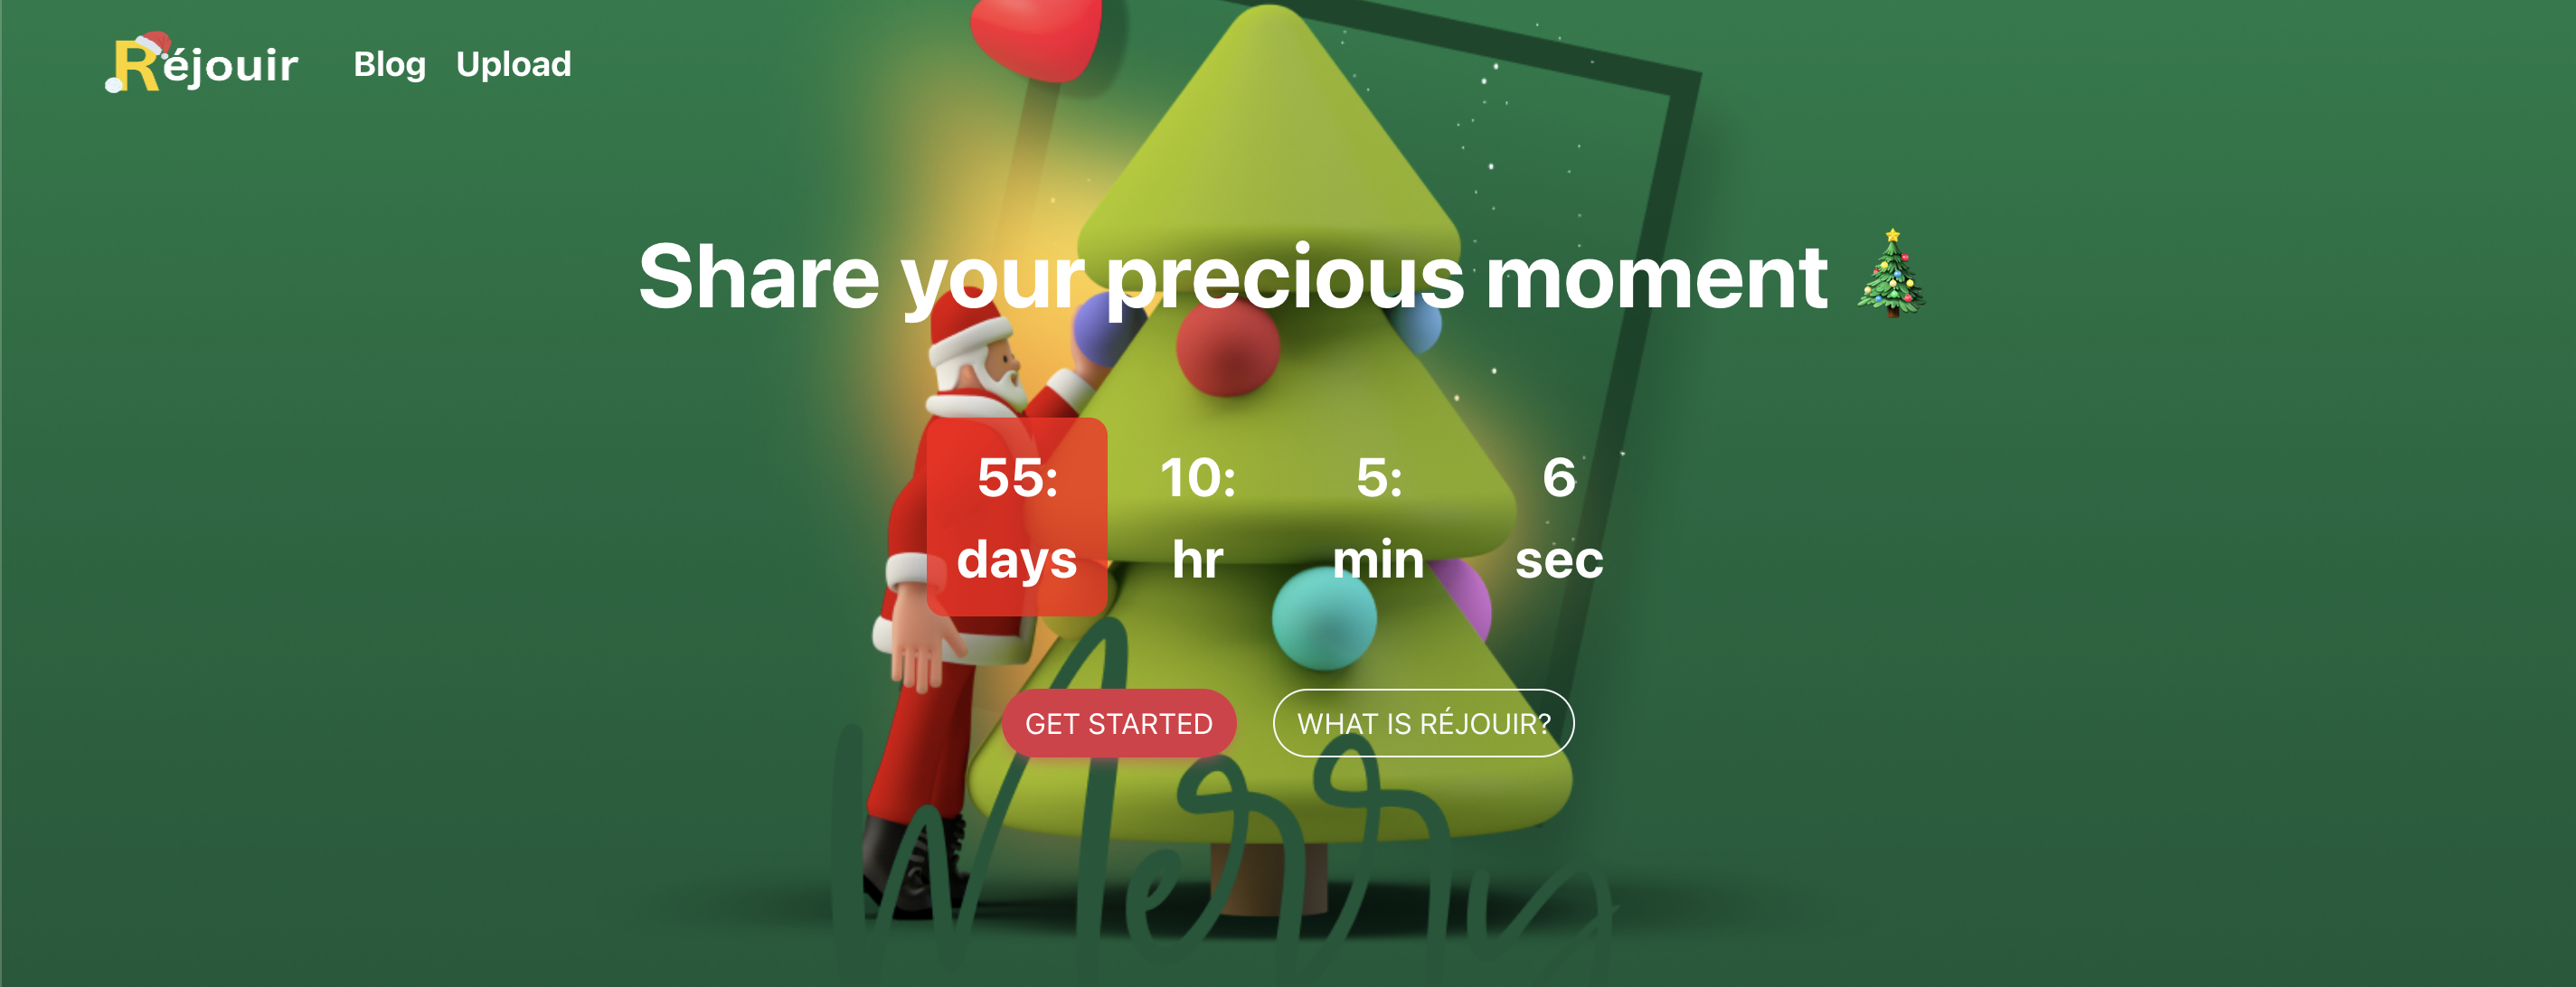 Réjouir Blog Upload
Share your precious moment 🎄
55: 10: 5: 6
days hr min sec
GET STARTED WHAT IS RÉJOUIR?
Merry